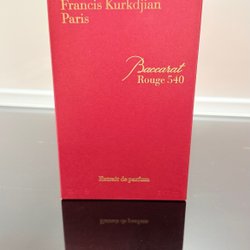 Francis Kurkdjian
Paris
Baccarat
Rouge 540
Extrait de parfum